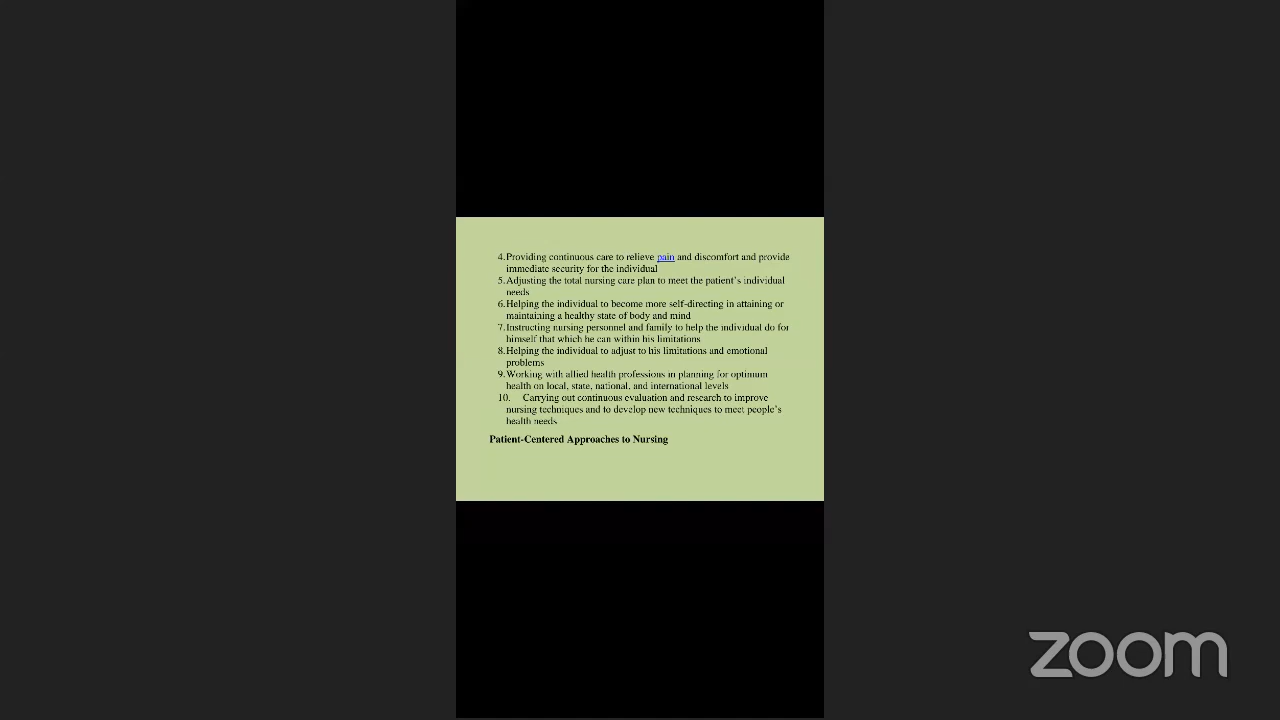 4.Providing continuous care to relieve pain and discomfort and provide
immediate security for the individual
5.Adjusting the total nursing care plan to meet the patient's individual
needs
6.Helping the individual to become more self-directing in attaining or
maintaining a healthy state of body and mind
7.Instructing nursing personnel and family to help the individual do for
himself that which he can within his limitations
8.Helping the individual to adjust to his limitations and emotional
problems
9.Working with allied health professions in planning for optimum
health on local, state, national, and international levels
10. Carrying out continuous evaluation and research to improve
nursing techniques and to develop new techniques to meet people's
health needs
Patient-Centered Approaches to Nursing
zoom